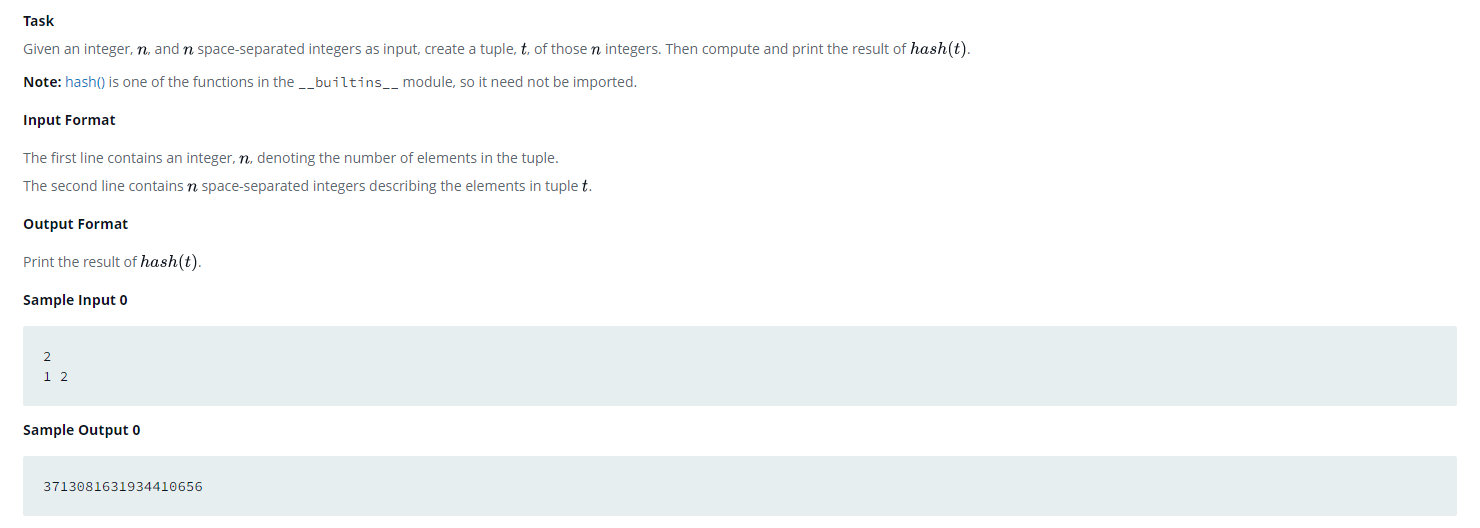 Task
Given an integer, n, and n space-separated integers as input, create a tuple, t, of those n integers. Then compute and print the result of hash(t).
Note: hash() is one of the functions in the __builtins__ module, so it need not be imported.
Input Format
The first line contains an integer, n, denoting the number of elements in the tuple.
The second line contains n space-separated integers describing the elements in tuple t.
Output Format
Print the result of hash(t).
Sample Input 0
2
1 2
Sample Output 0
3713081631934410656